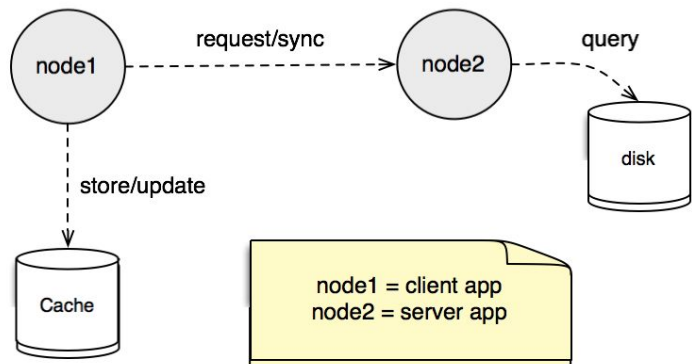 request/sync
query
node1
node2
disk
store/update
Cache
node1 = client app
node2 = server app